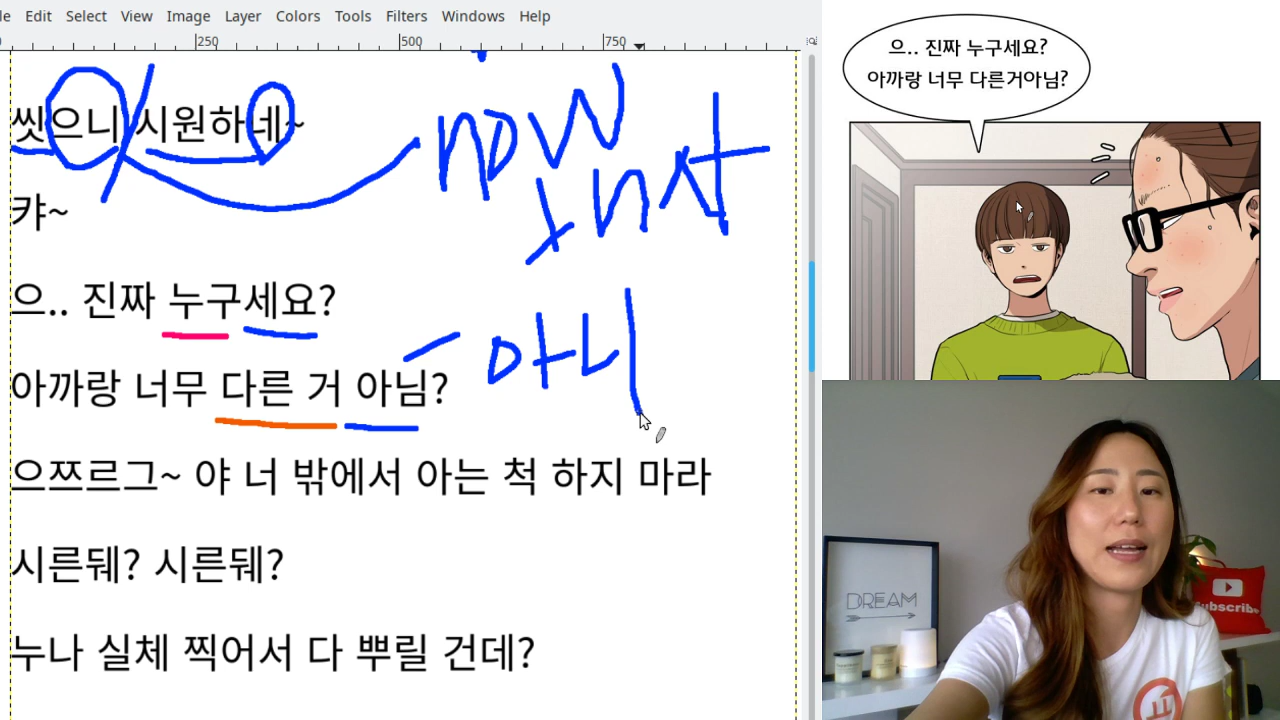 le Edit Select View Image Layer Colors Tools Filters Windows Help
250 500 750
씻으니 시원하네~
now
that
캬~
으.. 진짜 누구세요?
아까랑 너무 다른 거 아님?
아니
으쯔르그~ 야 너 밖에서 아는 척 하지 마라
시른뒈? 시른뒈?
누나 실체 찍어서 다 뿌릴 건데?
으.. 진짜 누구세요?
아까랑 너무 다른거아님?
DREAM
Subscribe